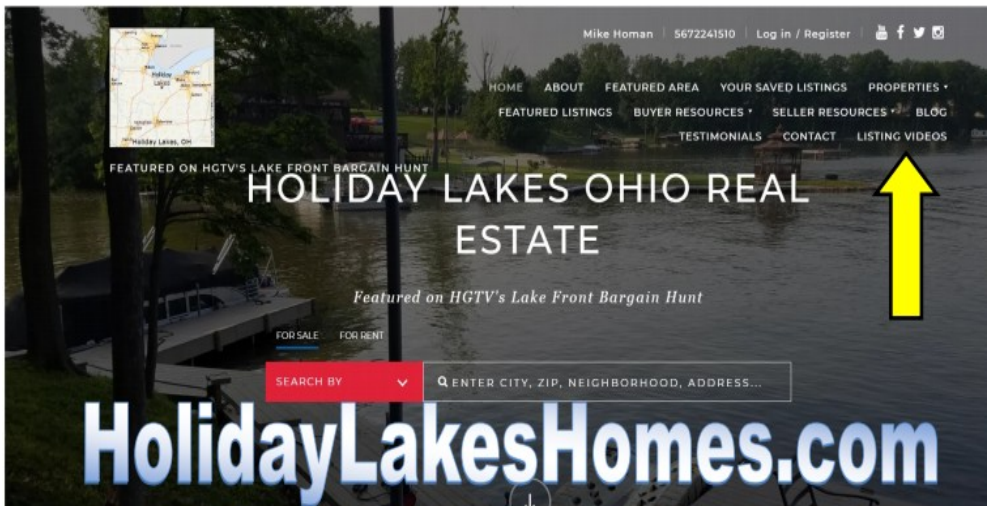 Mike Homan | 5672241510 | Log in / Register
Holiday Lakes
Holiday Lakes, OH
HOME ABOUT FEATURED AREA YOUR SAVED LISTINGS PROPERTIES
FEATURED LISTINGS BUYER RESOURCES SELLER RESOURCES BLOG
TESTIMONIALS CONTACT LISTING VIDEOS
FEATURED ON HGTV'S LAKE FRONT BARGAIN HUNT
HOLIDAY LAKES OHIO REAL
ESTATE
Featured on HGTV's Lake Front Bargain Hunt
FOR SALE FOR RENT
SEARCH BY ENTER CITY, ZIP, NEIGHBORHOOD, ADDRESS...
HolidayLakesHomes.com